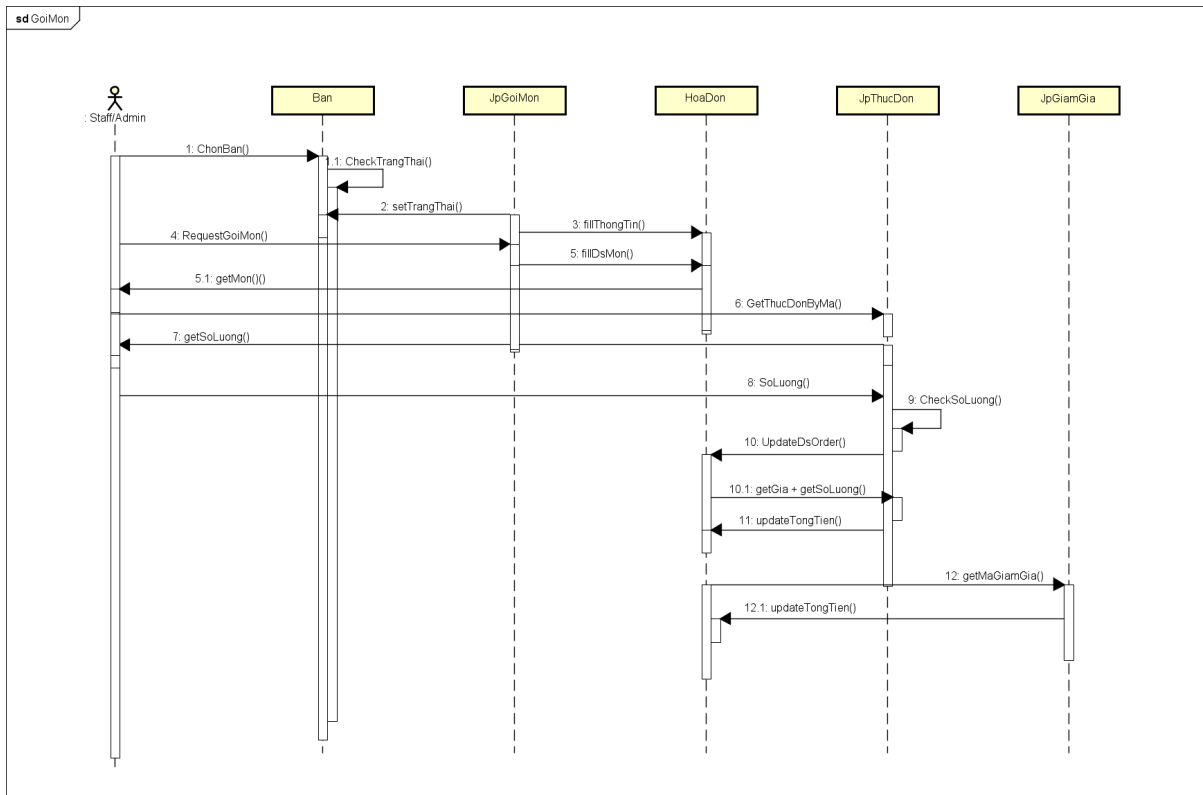 sd GoiMon
: Staff/Admin
Ban
JpGoiMon
HoaDon
JpThucDon
JpGiamGia
1: ChonBan()
1.1: CheckTrangThai()
2: setTrangThai()
3: fillThongTin()
4: RequestGoiMon()
5: fillDsMon()
5.1: getMon()()
6: GetThucDonByMa()
7: getSoLuong()
8: SoLuong()
9: CheckSoLuong()
10: UpdateDsOrder()
10.1: getGia + getSoLuong()
11: updateTongTien()
12: getMaGiamGia()
12.1: updateTongTien()